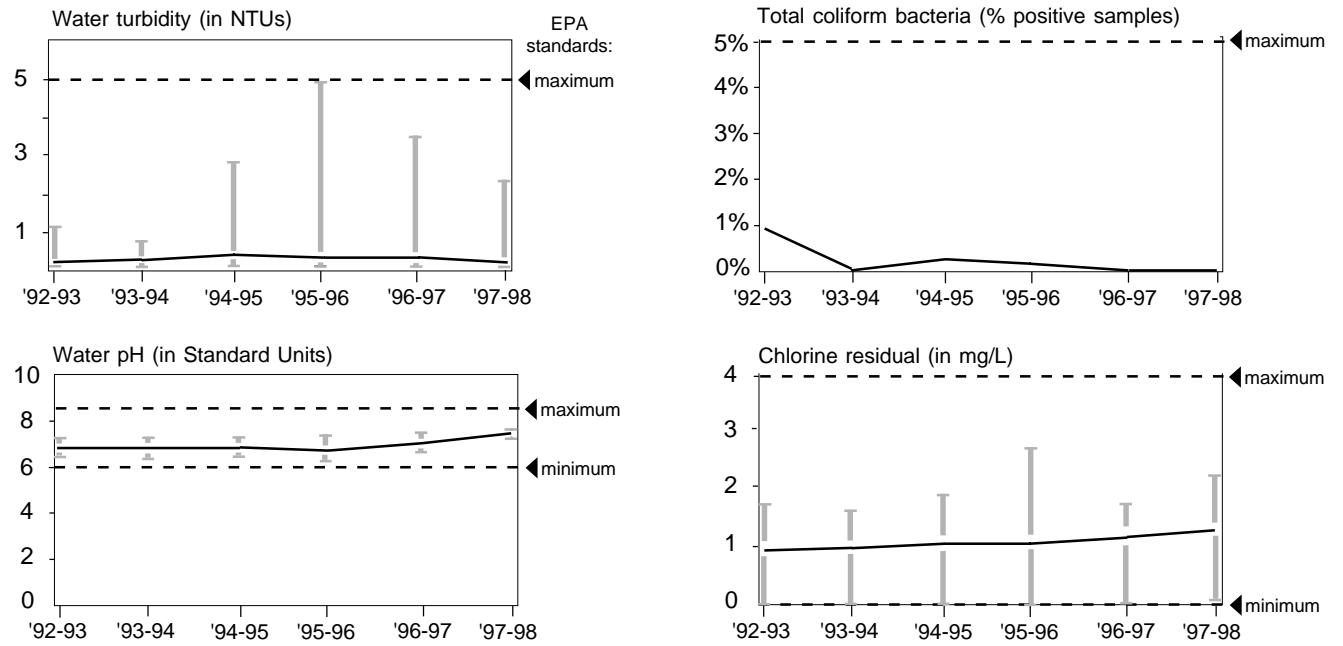 Water turbidity (in NTUs)
EPA
standards:
5
3
1
maximum
'92-93 '93-94 '94-95 '95-96 '96-97 '97-98
Total coliform bacteria (% positive samples)
5%
4%
3%
2%
1%
0%
maximum
'92-93 '93-94 '94-95 '95-96 '96-97 '97-98
Water pH (in Standard Units)
10
8
6
4
2
0
maximum
minimum
'92-93 '93-94 '94-95 '95-96 '96-97 '97-98
Chlorine residual (in mg/L)
4
3
2
1
0
maximum
minimum
'92-93 '93-94 '94-95 '95-96 '96-97 '97-98